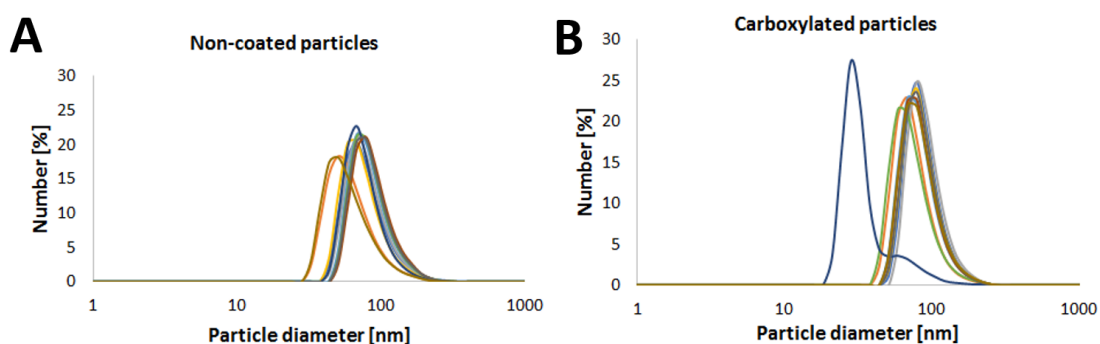 A
Non-coated particles
30
25
20
15
10
5
0
Number [%]
1 10 100 1000
Particle diameter [nm]
B
Carboxylated particles
30
25
20
15
10
5
0
Number [%]
1 10 100 1000
Particle diameter [nm]